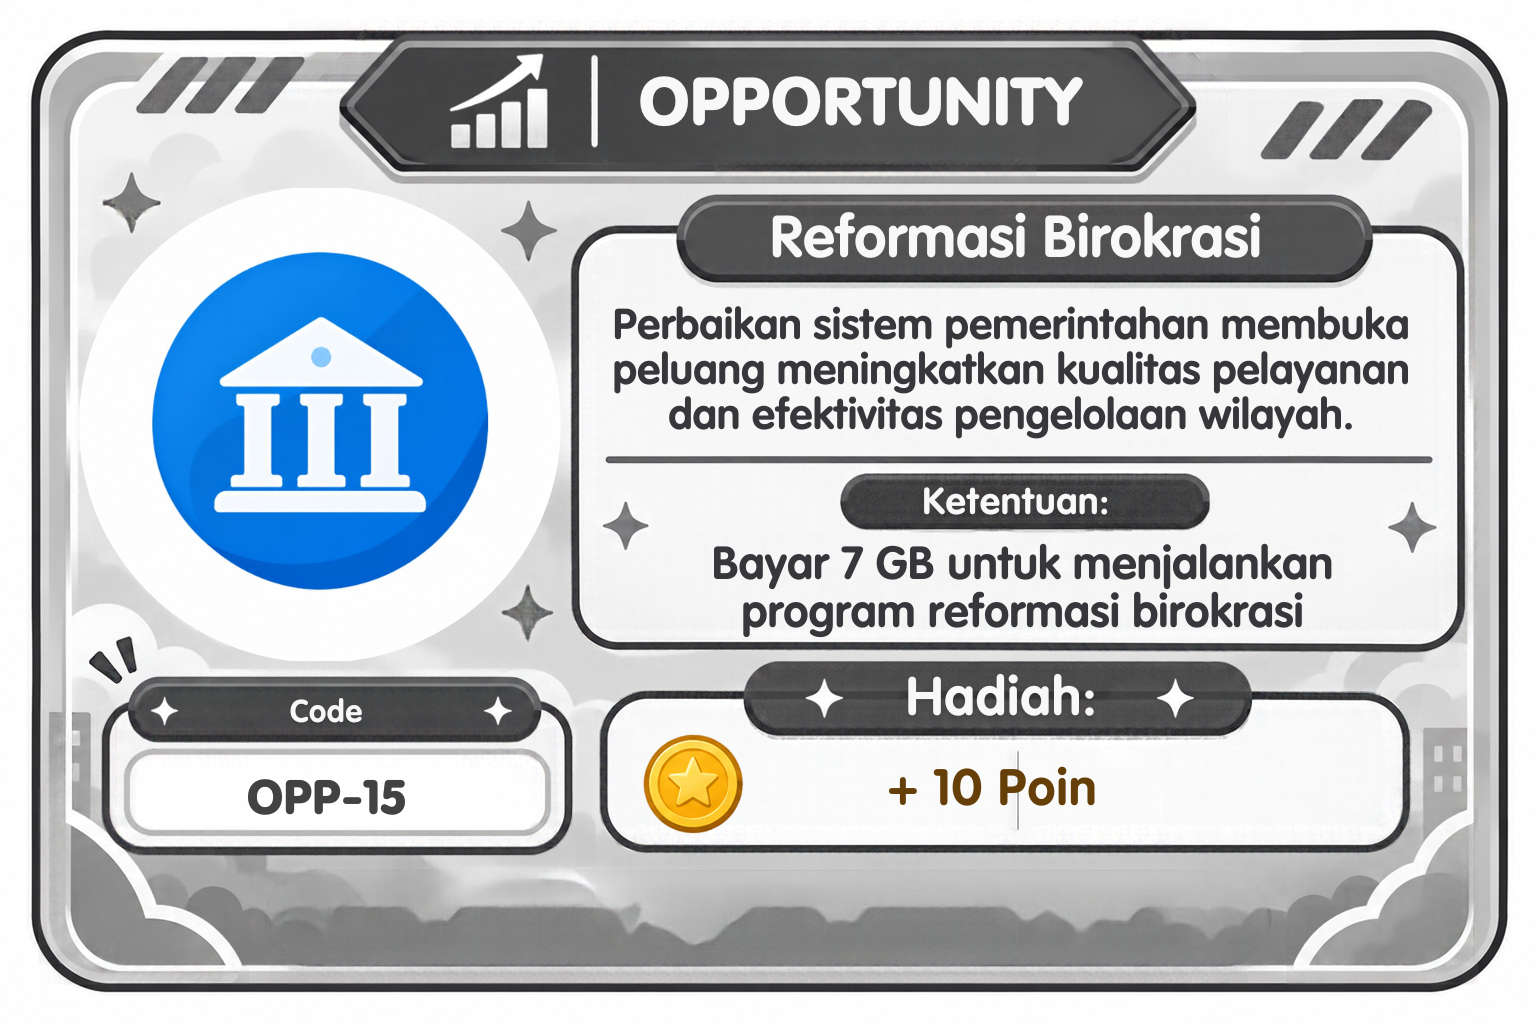 OPPORTUNITY
Reformasi Birokrasi
Perbaikan sistem pemerintahan membuka
peluang meningkatkan kualitas pelayanan
dan efektivitas pengelolaan wilayah.
Ketentuan:
Bayar 7 GB untuk menjalankan
program reformasi birokrasi
Code
OPP-15
Hadiah:
+ 10 Poin